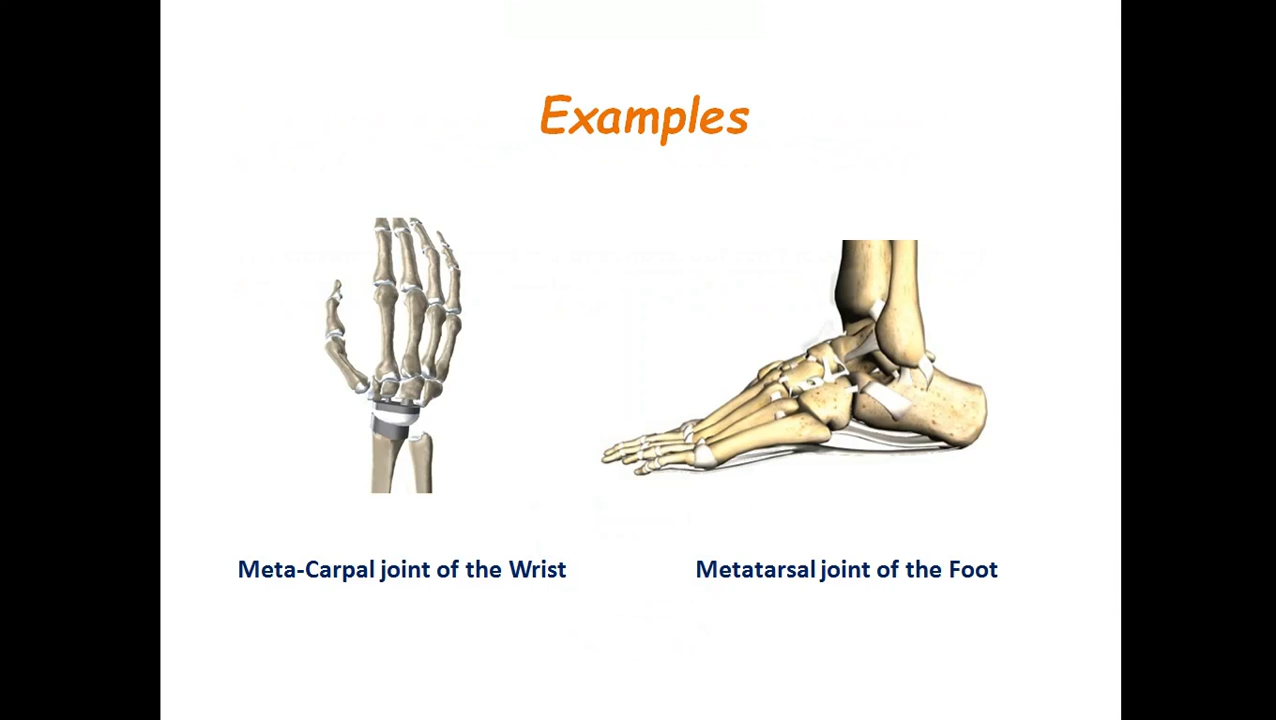 Examples
Meta-Carpal joint of the Wrist
Metatarsal joint of the Foot